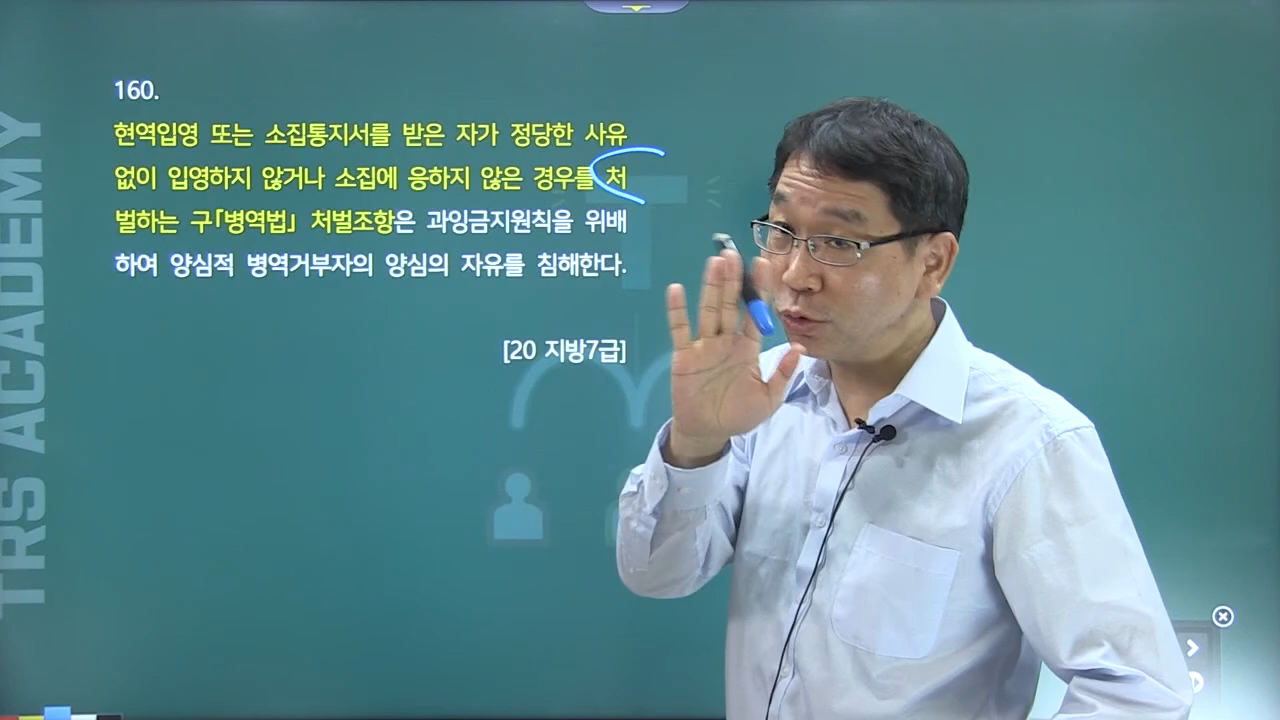 160.
현역입영 또는 소집통지서를 받은 자가 정당한 사유
없이 입영하지 않거나 소집에 응하지 않은 경우를 처
벌하는 구「병역법」 처벌조항은 과잉금지원칙을 위배
하여 양심적 병역거부자의 양심의 자유를 침해한다.
[20 지방7급]
TRS ACADEMY